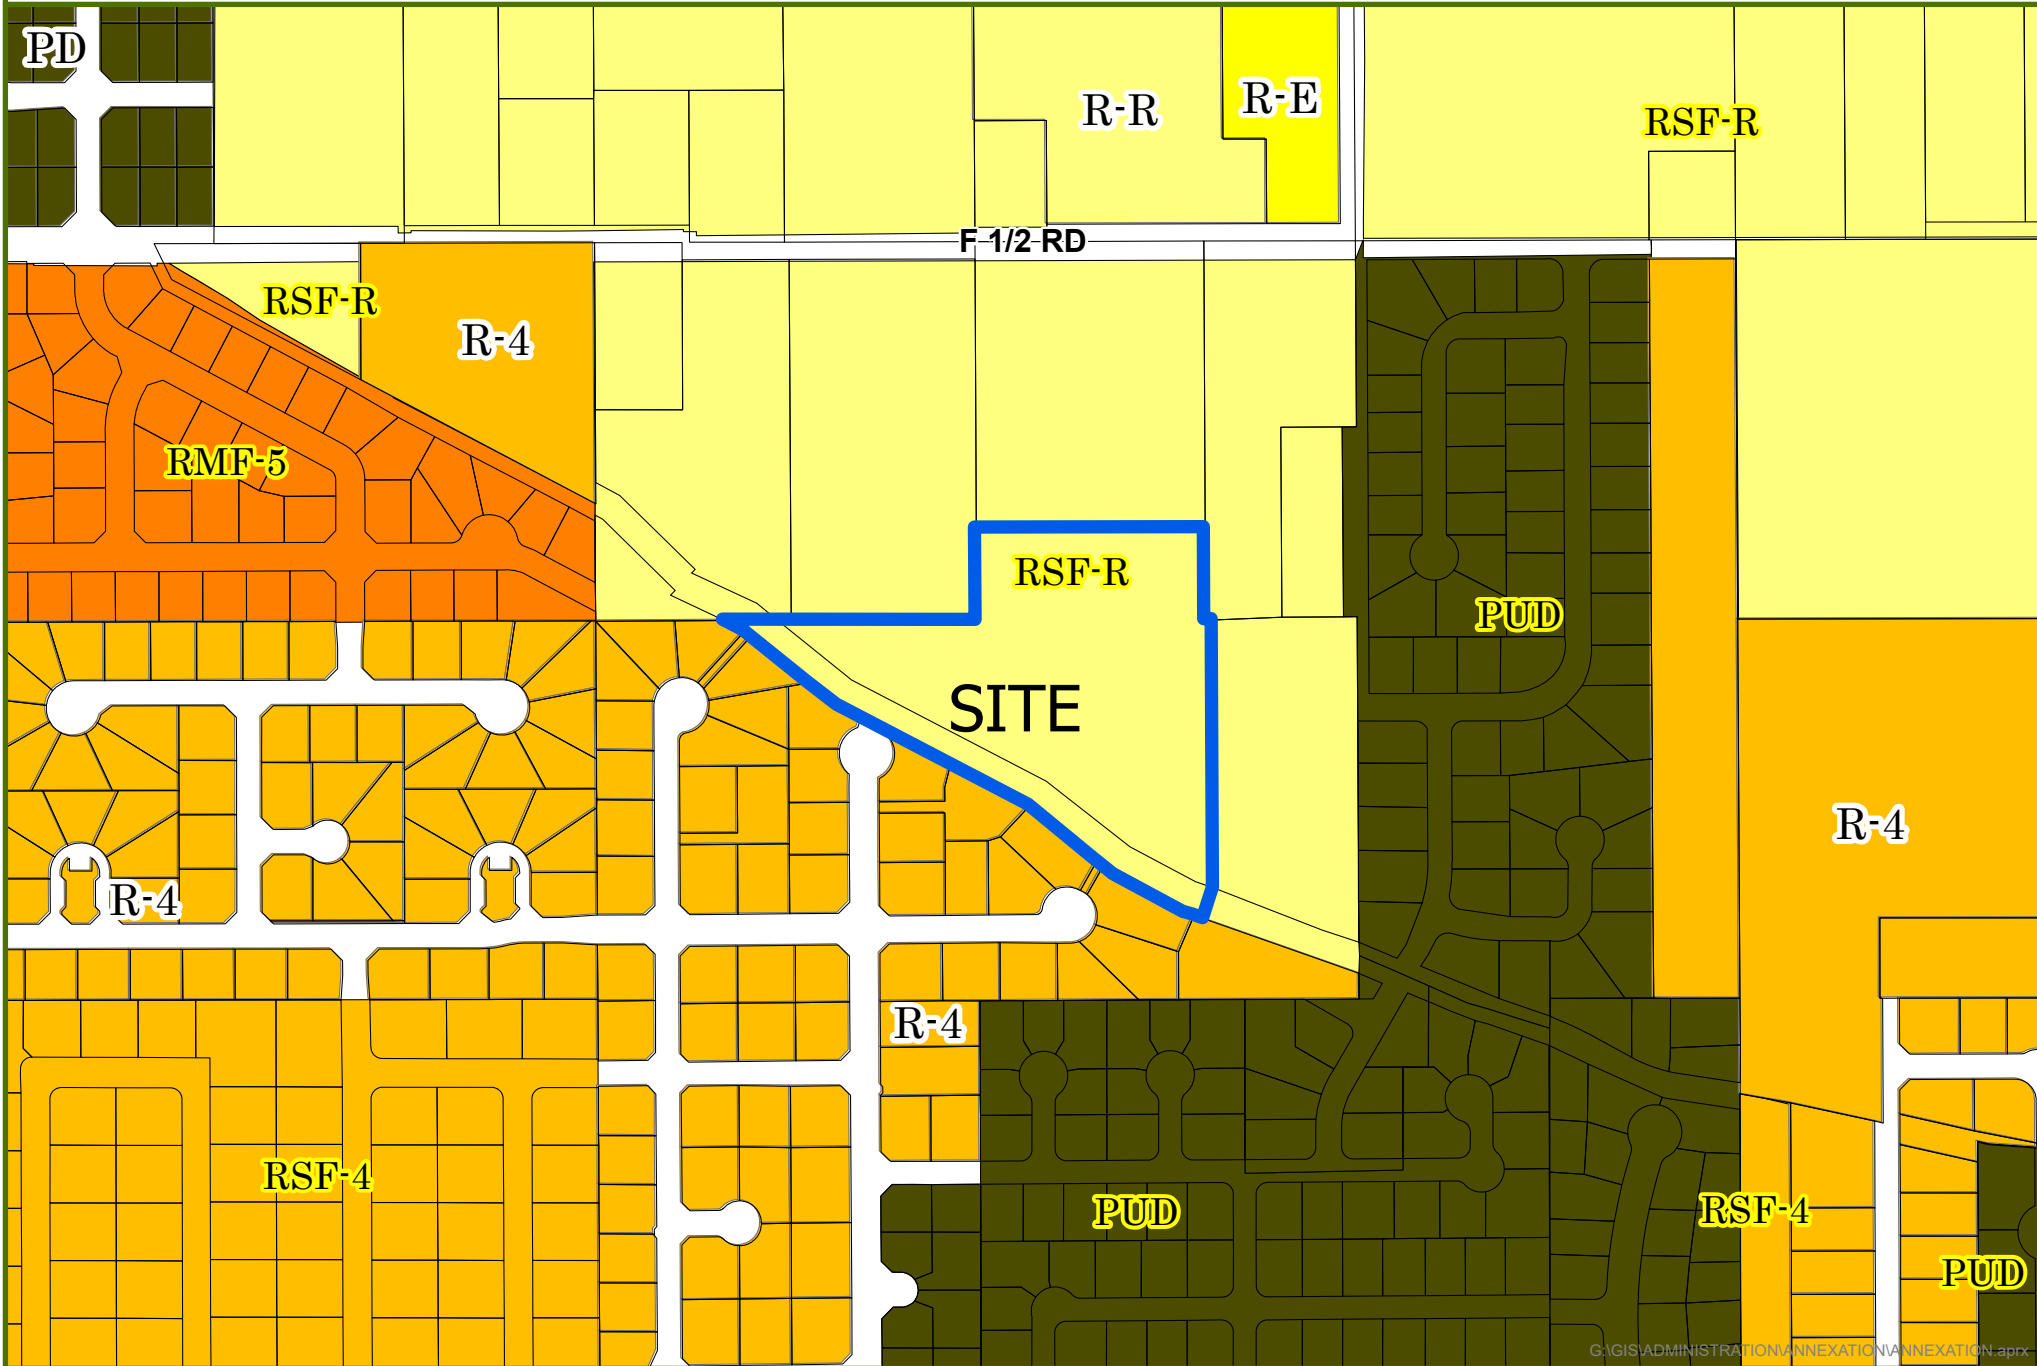 PD
R-R
R-E
RSF-R
F 1/2 RD
RSF-R
R-4
RMF-5
RSF-R
PUD
SITE
R-4
R-4
R-4
RSF-4
PUD
RSF-4
PUD
G:\GIS\ADMINISTRATION\ANNEXATION\ANNEXATION.aprx